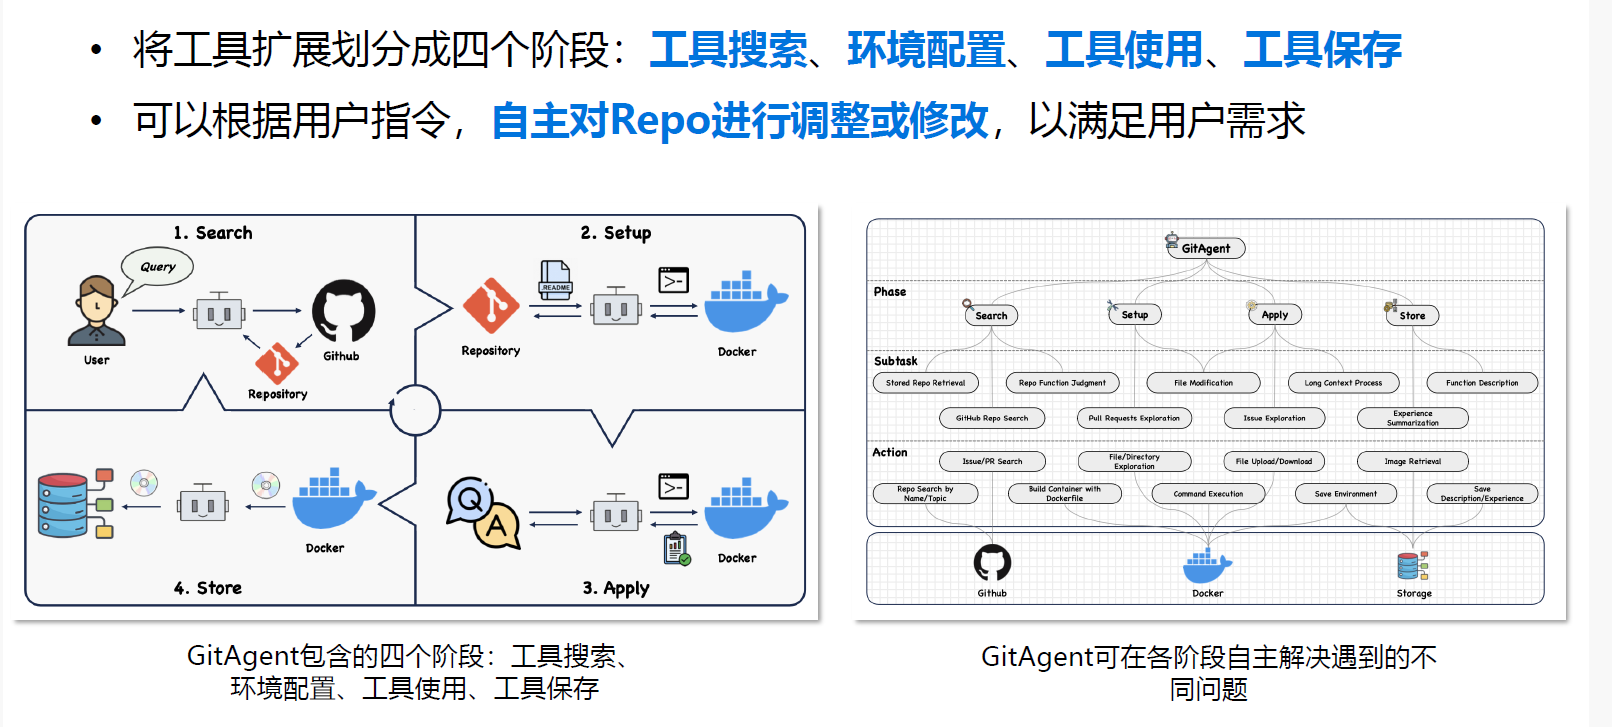 • 将工具扩展划分成四个阶段：工具搜索、环境配置、工具使用、工具保存
• 可以根据用户指令，自主对Repo进行调整或修改，以满足用户需求
1. Search
Query
User
Github
Repository
2. Setup
.README
Repository
Docker
4. Store
Docker
3. Apply
Q
A
Docker
GitAgent包含的四个阶段：工具搜索、
环境配置、工具使用、工具保存
GitAgent
Phase
Search
Setup
Apply
Store
Subtask
Stored Repo Retrieval
Repo Function Judgment
File Modification
Long Context Process
Function Description
GitHub Repo Search
Pull Requests Exploration
Issue Exploration
Experience
Summarization
Action
Issue/PR Search
File/Directory
Exploration
File Upload/Download
Image Retrieval
Repo Search by
Name/Topic
Build Container with
Dockerfile
Command Execution
Save Environment
Save
Description/Experience
Github
Docker
Storage
GitAgent可在各阶段自主解决遇到的不
同问题